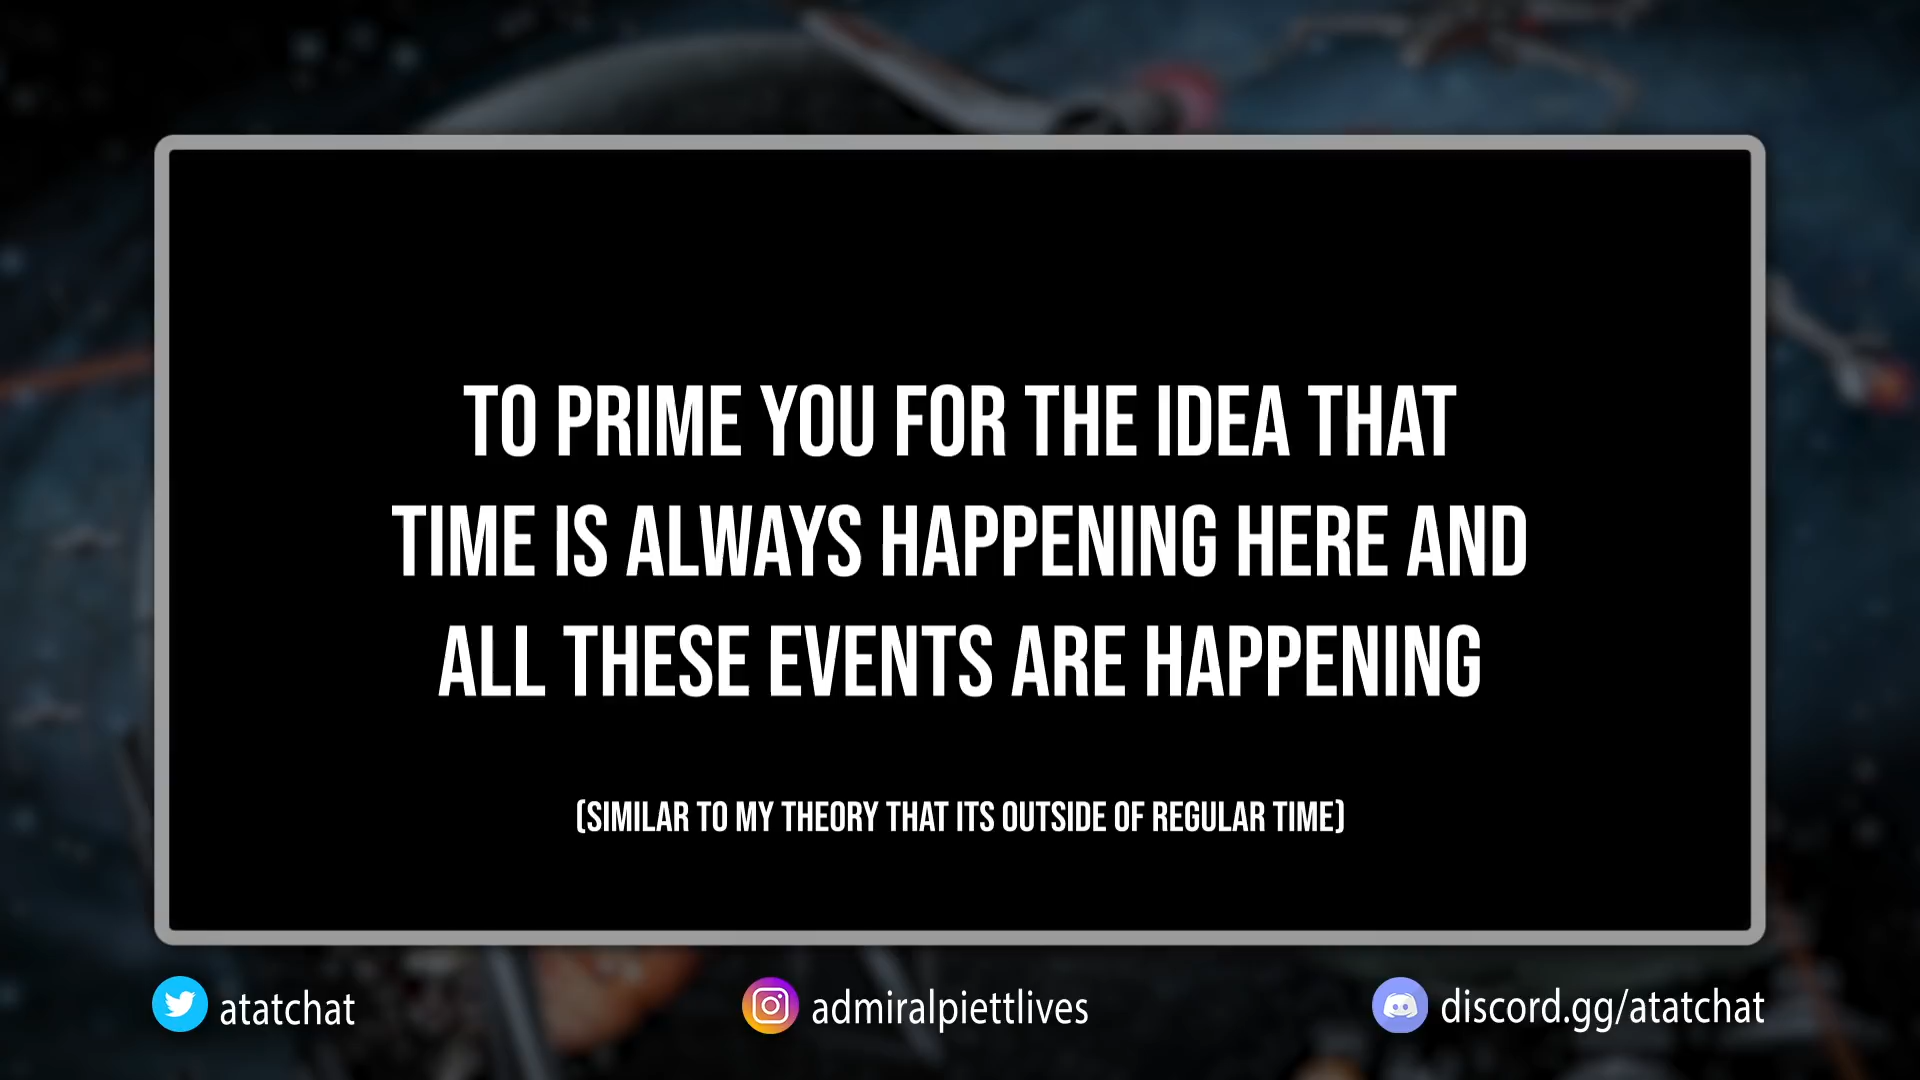 TO PRIME YOU FOR THE IDEA THAT
TIME IS ALWAYS HAPPENING HERE AND
ALL THESE EVENTS ARE HAPPENING
(SIMILAR TO MY THEORY THAT ITS OUTSIDE OF REGULAR TIME)
atatchat
admiralpiettlives
discord.gg/atatchat